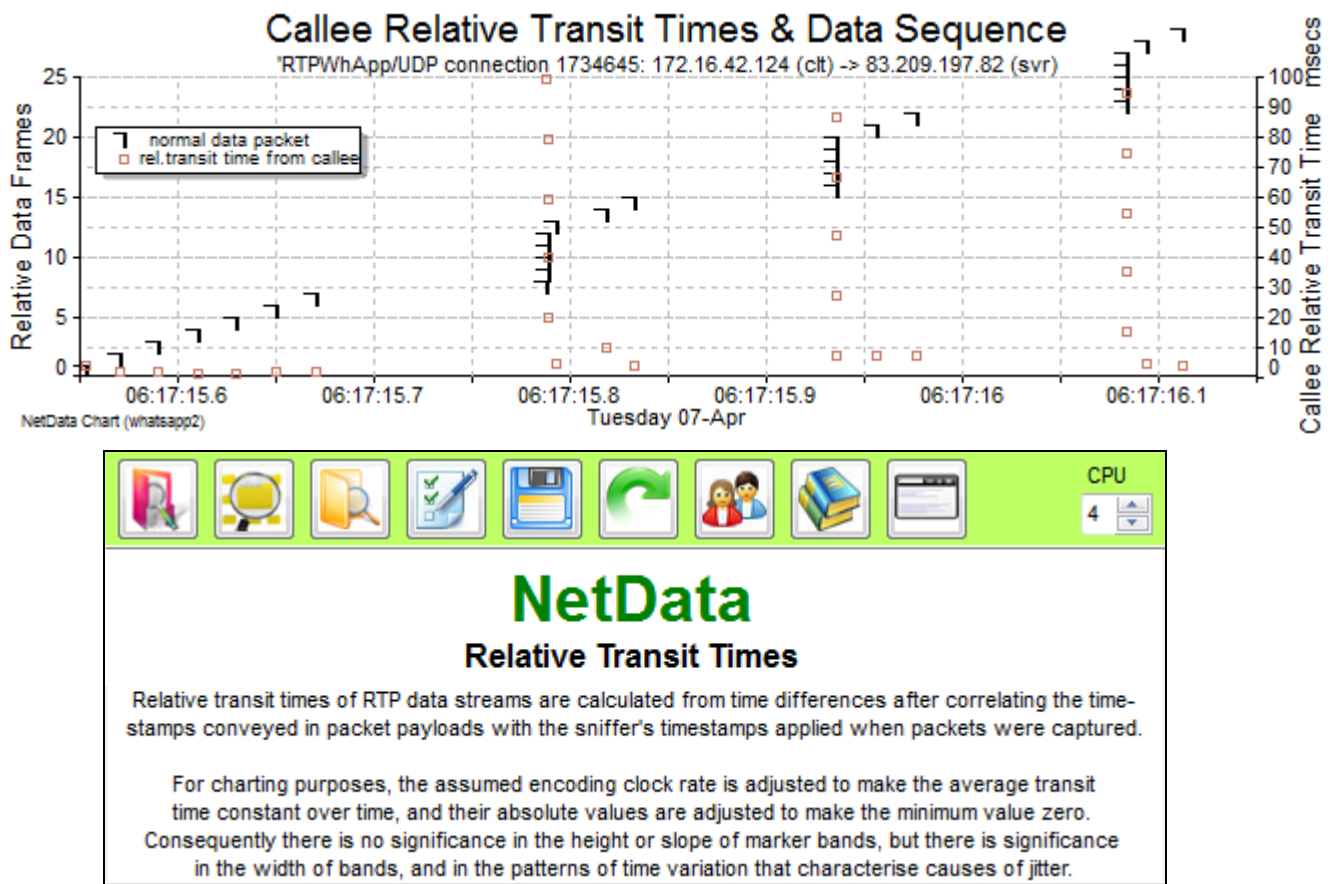 Callee Relative Transit Times & Data Sequence
'RTPWhApp/UDP connection 1734645: 172.16.42.124 (clt) -> 83.209.197.82 (svr)
Relative Data Frames
25
20
15
10
5
0
normal data packet
rel.transit time from callee
100
90
80
70
60
50
40
30
20
10
0
Callee Relative Transit Time msecs
06:17:15.6
06:17:15.7
06:17:15.8
06:17:15.9
06:17:16
06:17:16.1
Tuesday 07-Apr
NetData Chart (whatsapp2)
CPU
4
NetData
Relative Transit Times
Relative transit times of RTP data streams are calculated from time differences after correlating the time-
stamps conveyed in packet payloads with the sniffer's timestamps applied when packets were captured.
For charting purposes, the assumed encoding clock rate is adjusted to make the average transit
time constant over time, and their absolute values are adjusted to make the minimum value zero.
Consequently there is no significance in the height or slope of marker bands, but there is significance
in the width of bands, and in the patterns of time variation that characterise causes of jitter.